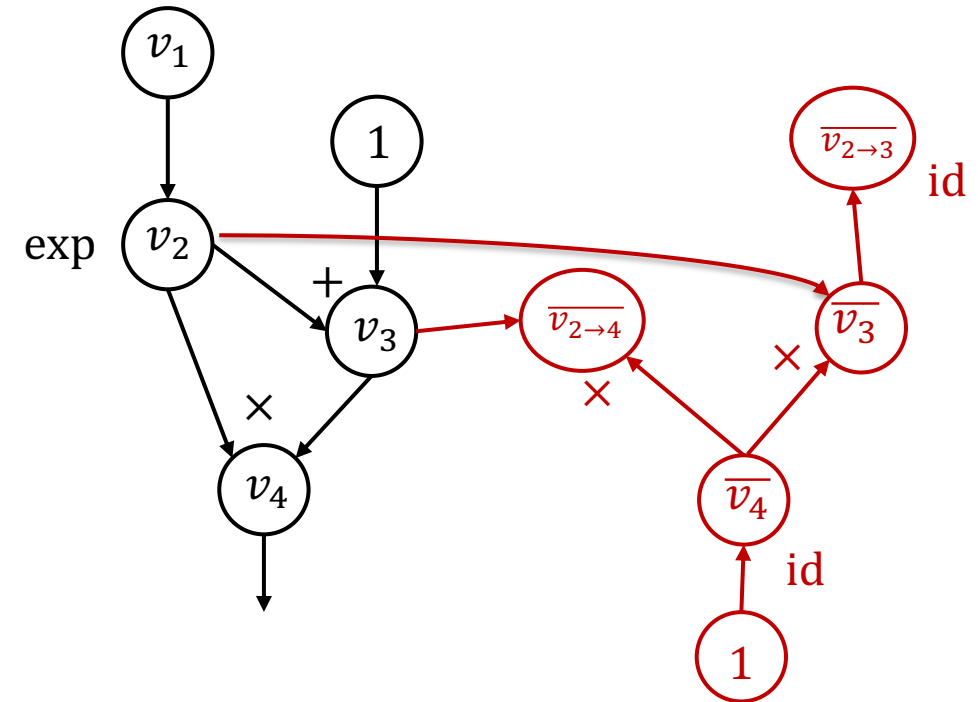 v₁
1
v₂→₃‾
id
exp
v₂
+
v₃
v₂→₄‾
v₃‾
×
×
×
v₄
v₄‾
id
1